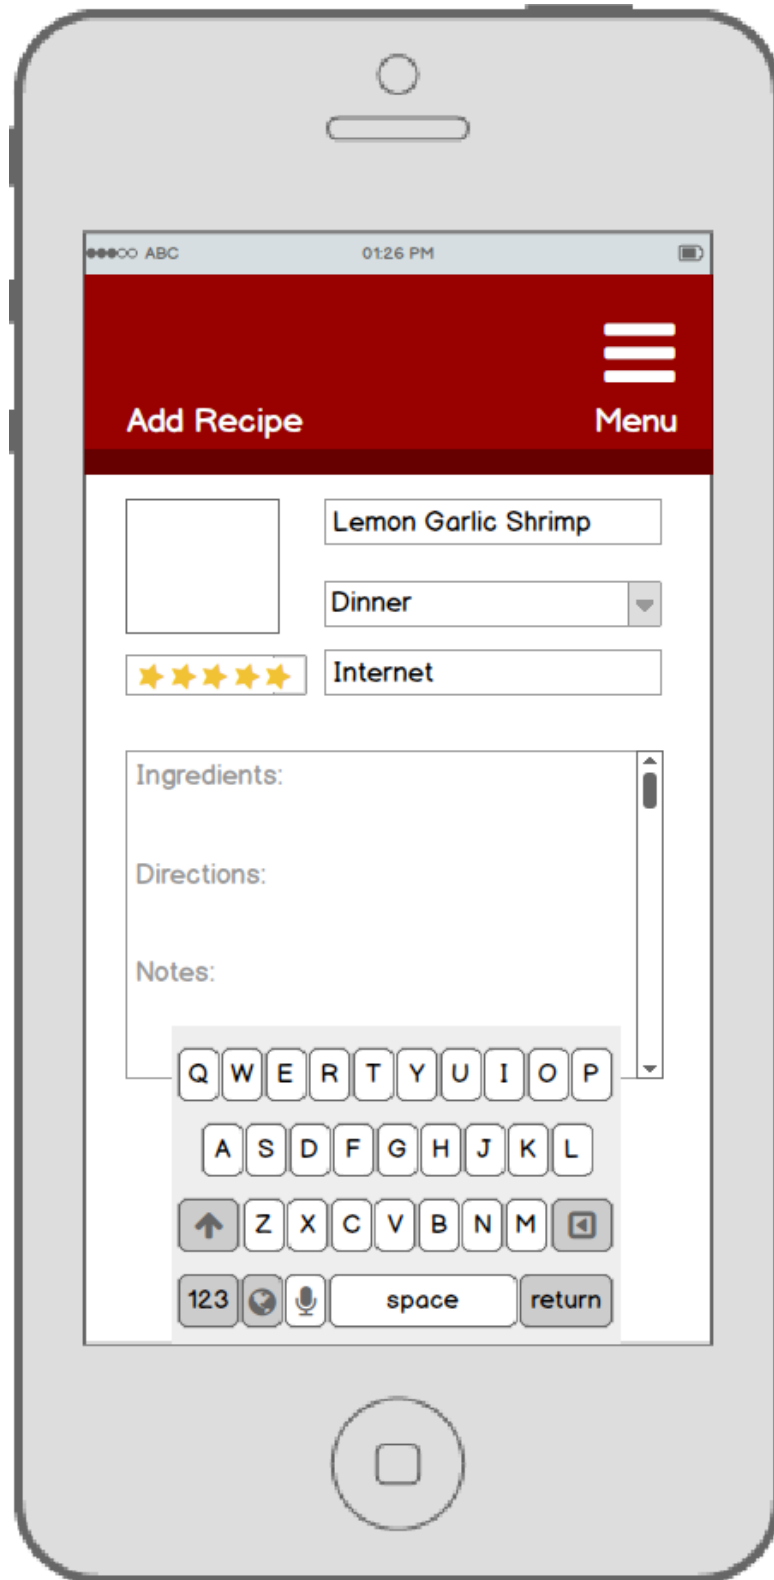 ABC 01:26 PM
Menu
Add Recipe
Lemon Garlic Shrimp
Dinner
Internet
Ingredients:
Directions:
Notes:
Q W E R T Y U I O P
A S D F G H J K L
Z X C V B N M
123 space return